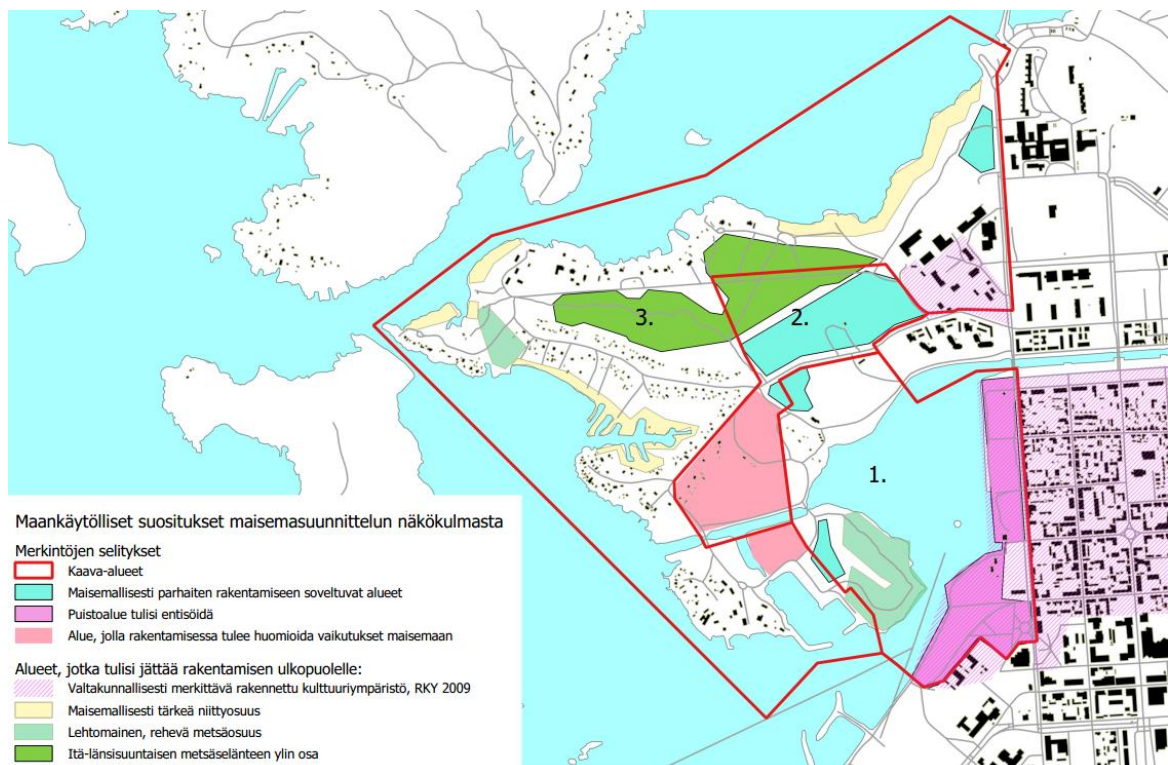 2.
3.
1.
Maankäytölliset suositukset maisemasuunnittelun näkökulmasta
Merkintöjen selitykset
Kaava-alueet
Maisemallisesti parhaiten rakentamiseen soveltuvat alueet
Puistoalue tulisi entisöidä
Alue, jolla rakentamisessa tulee huomioida vaikutukset maisemaan
Alueet, jotka tulisi jättää rakentamisen ulkopuolelle:
Valtakunnallisesti merkittävä rakennettu kulttuuriympäristö, RKY 2009
Maisemallisesti tärkeä niittyosuus
Lehtomainen, rehevä metsäosuus
Itä-länsisuuntaisen metsäselänteen ylin osa